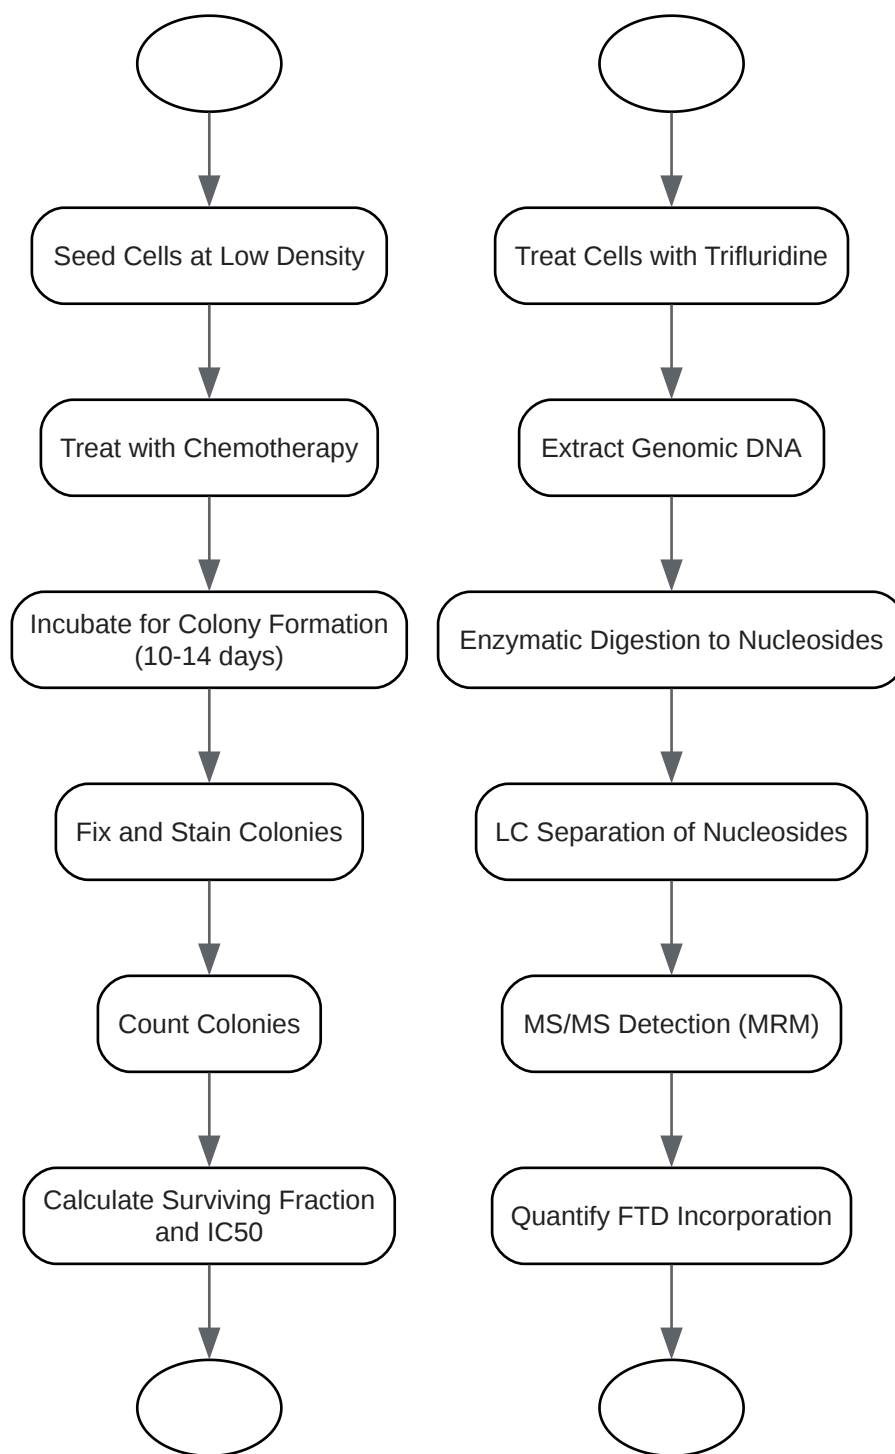 Seed Cells at Low Density
Treat with Chemotherapy
Incubate for Colony Formation
(10-14 days)
Fix and Stain Colonies
Count Colonies
Calculate Surviving Fraction
and IC50
Treat Cells with Trifluridine
Extract Genomic DNA
Enzymatic Digestion to Nucleosides
LC Separation of Nucleosides
MS/MS Detection (MRM)
Quantify FTD Incorporation